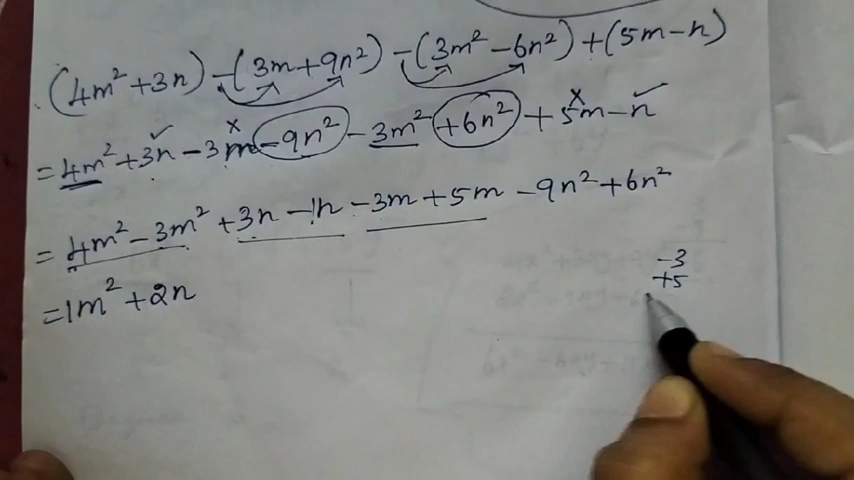 (4m² + 3n) - (3m + 9n²) - (3m² - 6n²) + (5m - n)
= 4m² + 3n - 3m - 9n² - 3m² + 6n² + 5m - n
= 4m² - 3m² + 3n - 1n - 3m + 5m - 9n² + 6n²
= 1m² + 2n
-3
+5